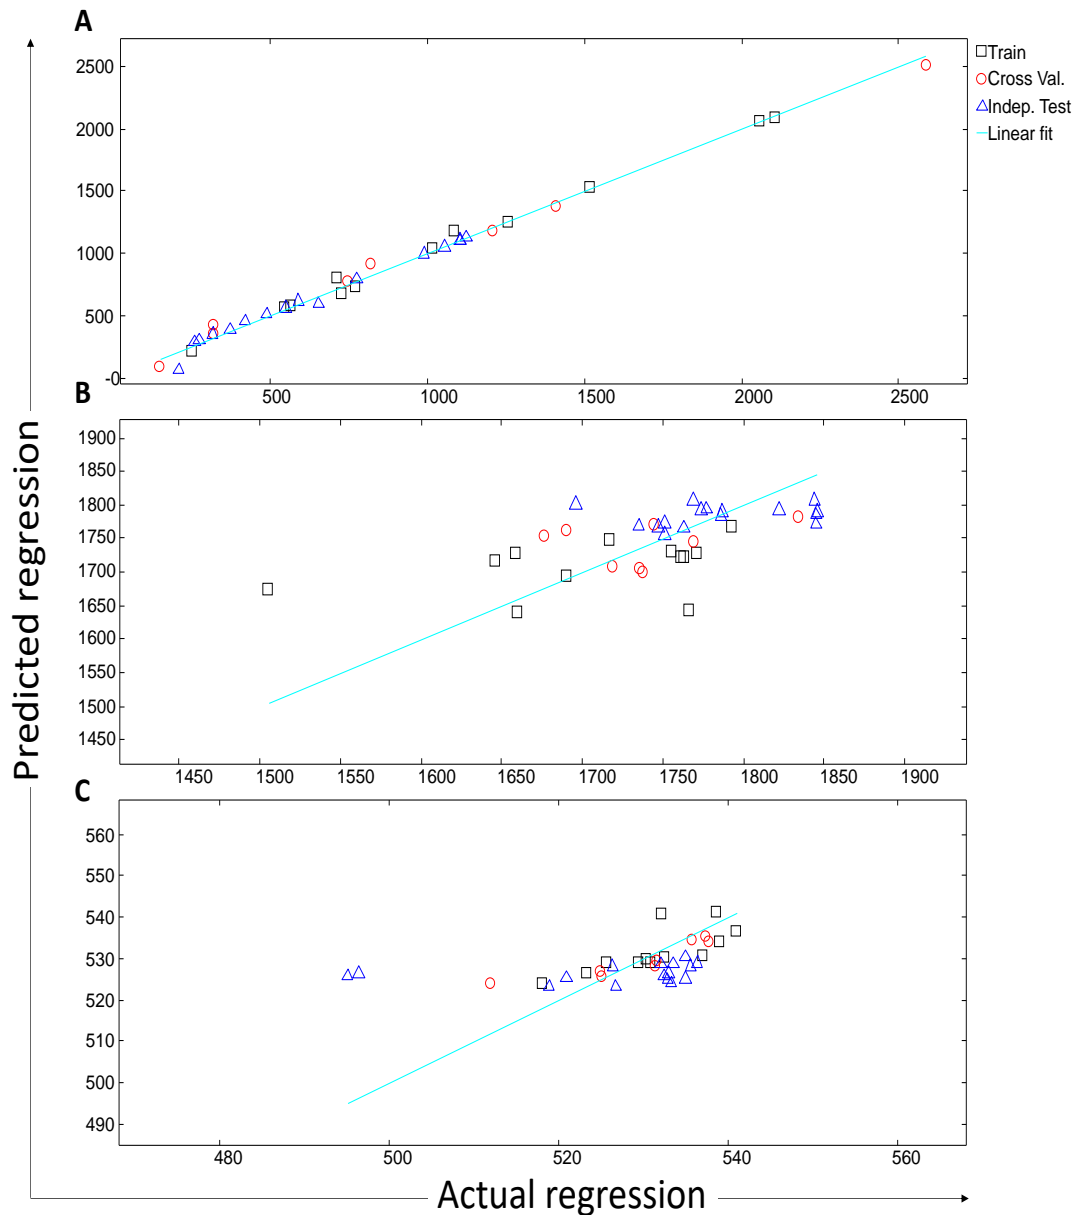 A
2500
2000
1500
1000
500
-0
500 1000 1500 2000 2500
Train
Cross Val.
Indep. Test
Linear fit
B
1900
1850
1800
1750
1700
1650
1600
1550
1500
1450
1450 1500 1550 1600 1650 1700 1750 1800 1850 1900
C
560
550
540
530
520
510
500
490
480 500 520 540 560
Predicted regression
Actual regression